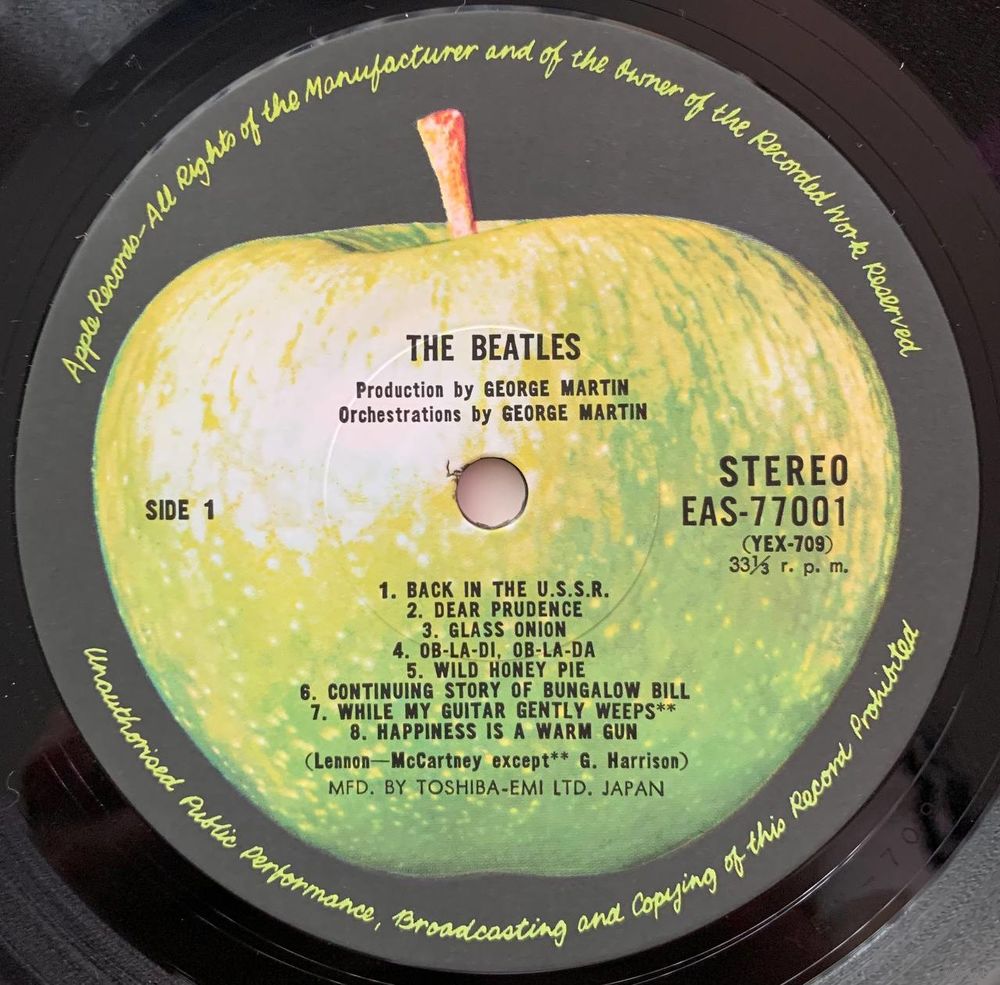 Apple Records—All Rights of the Manufacturer and of the Owner of the Recorded Work Reserved
THE BEATLES
Production by GEORGE MARTIN
Orchestrations by GEORGE MARTIN
STEREO
SIDE 1
EAS-77001
(YEX-709)
33⅓ r. p. m.
1. BACK IN THE U.S.S.R.
2. DEAR PRUDENCE
3. GLASS ONION
4. OB-LA-DI, OB-LA-DA
5. WILD HONEY PIE
6. CONTINUING STORY OF BUNGALOW BILL
7. WHILE MY GUITAR GENTLY WEEPS**
8. HAPPINESS IS A WARM GUN
(Lennon—McCartney except** G. Harrison)
MFD. BY TOSHIBA-EMI LTD. JAPAN
Unauthorised Public Performance, Broadcasting and Copying of this Record Prohibited